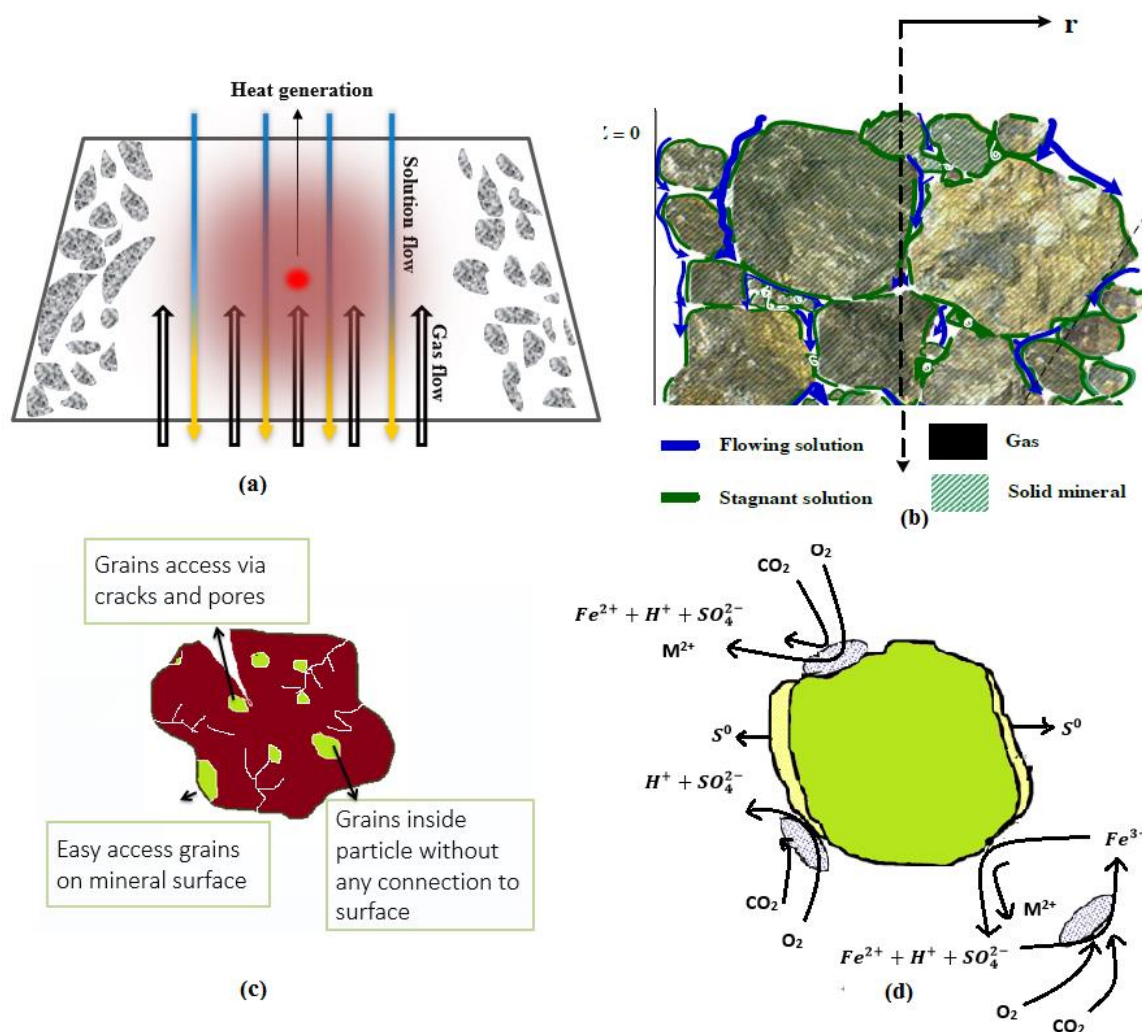 Heat generation
Solution flow
Gas flow
(a)
r
Z = 0
Flowing solution
Gas
Stagnant solution
Solid mineral
(b)
Grains access via
cracks and pores
Easy access grains
on mineral surface
Grains inside
particle without
any connection to
surface
(c)
O₂
CO₂
Fe²⁺ + H⁺ + SO₄²⁻
M²⁺
S⁰
S⁰
H⁺ + SO₄²⁻
CO₂
O₂
Fe³⁻
M²⁺
Fe²⁺ + H⁺ + SO₄²⁻
O₂
CO₂
(d)